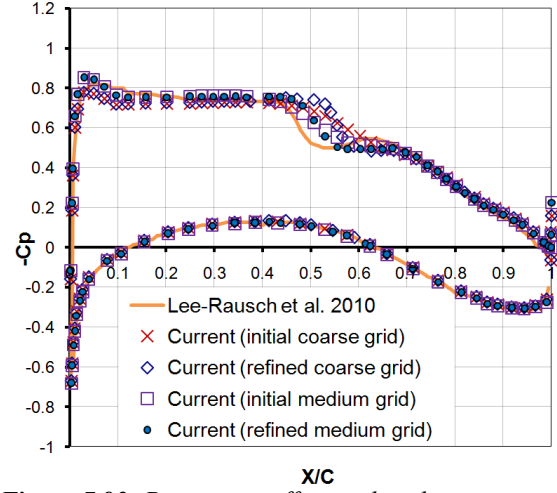 1.2
1
0.8
0.6
0.4
0.2
0
-0.2
-0.4
-0.6
-0.8
-1
-Cp
0 0.1 0.2 0.3 0.4 0.5 0.6 0.7 0.8 0.9 1
Lee-Rausch et al. 2010
Current (initial coarse grid)
Current (refined coarse grid)
Current (initial medium grid)
Current (refined medium grid)
X/C